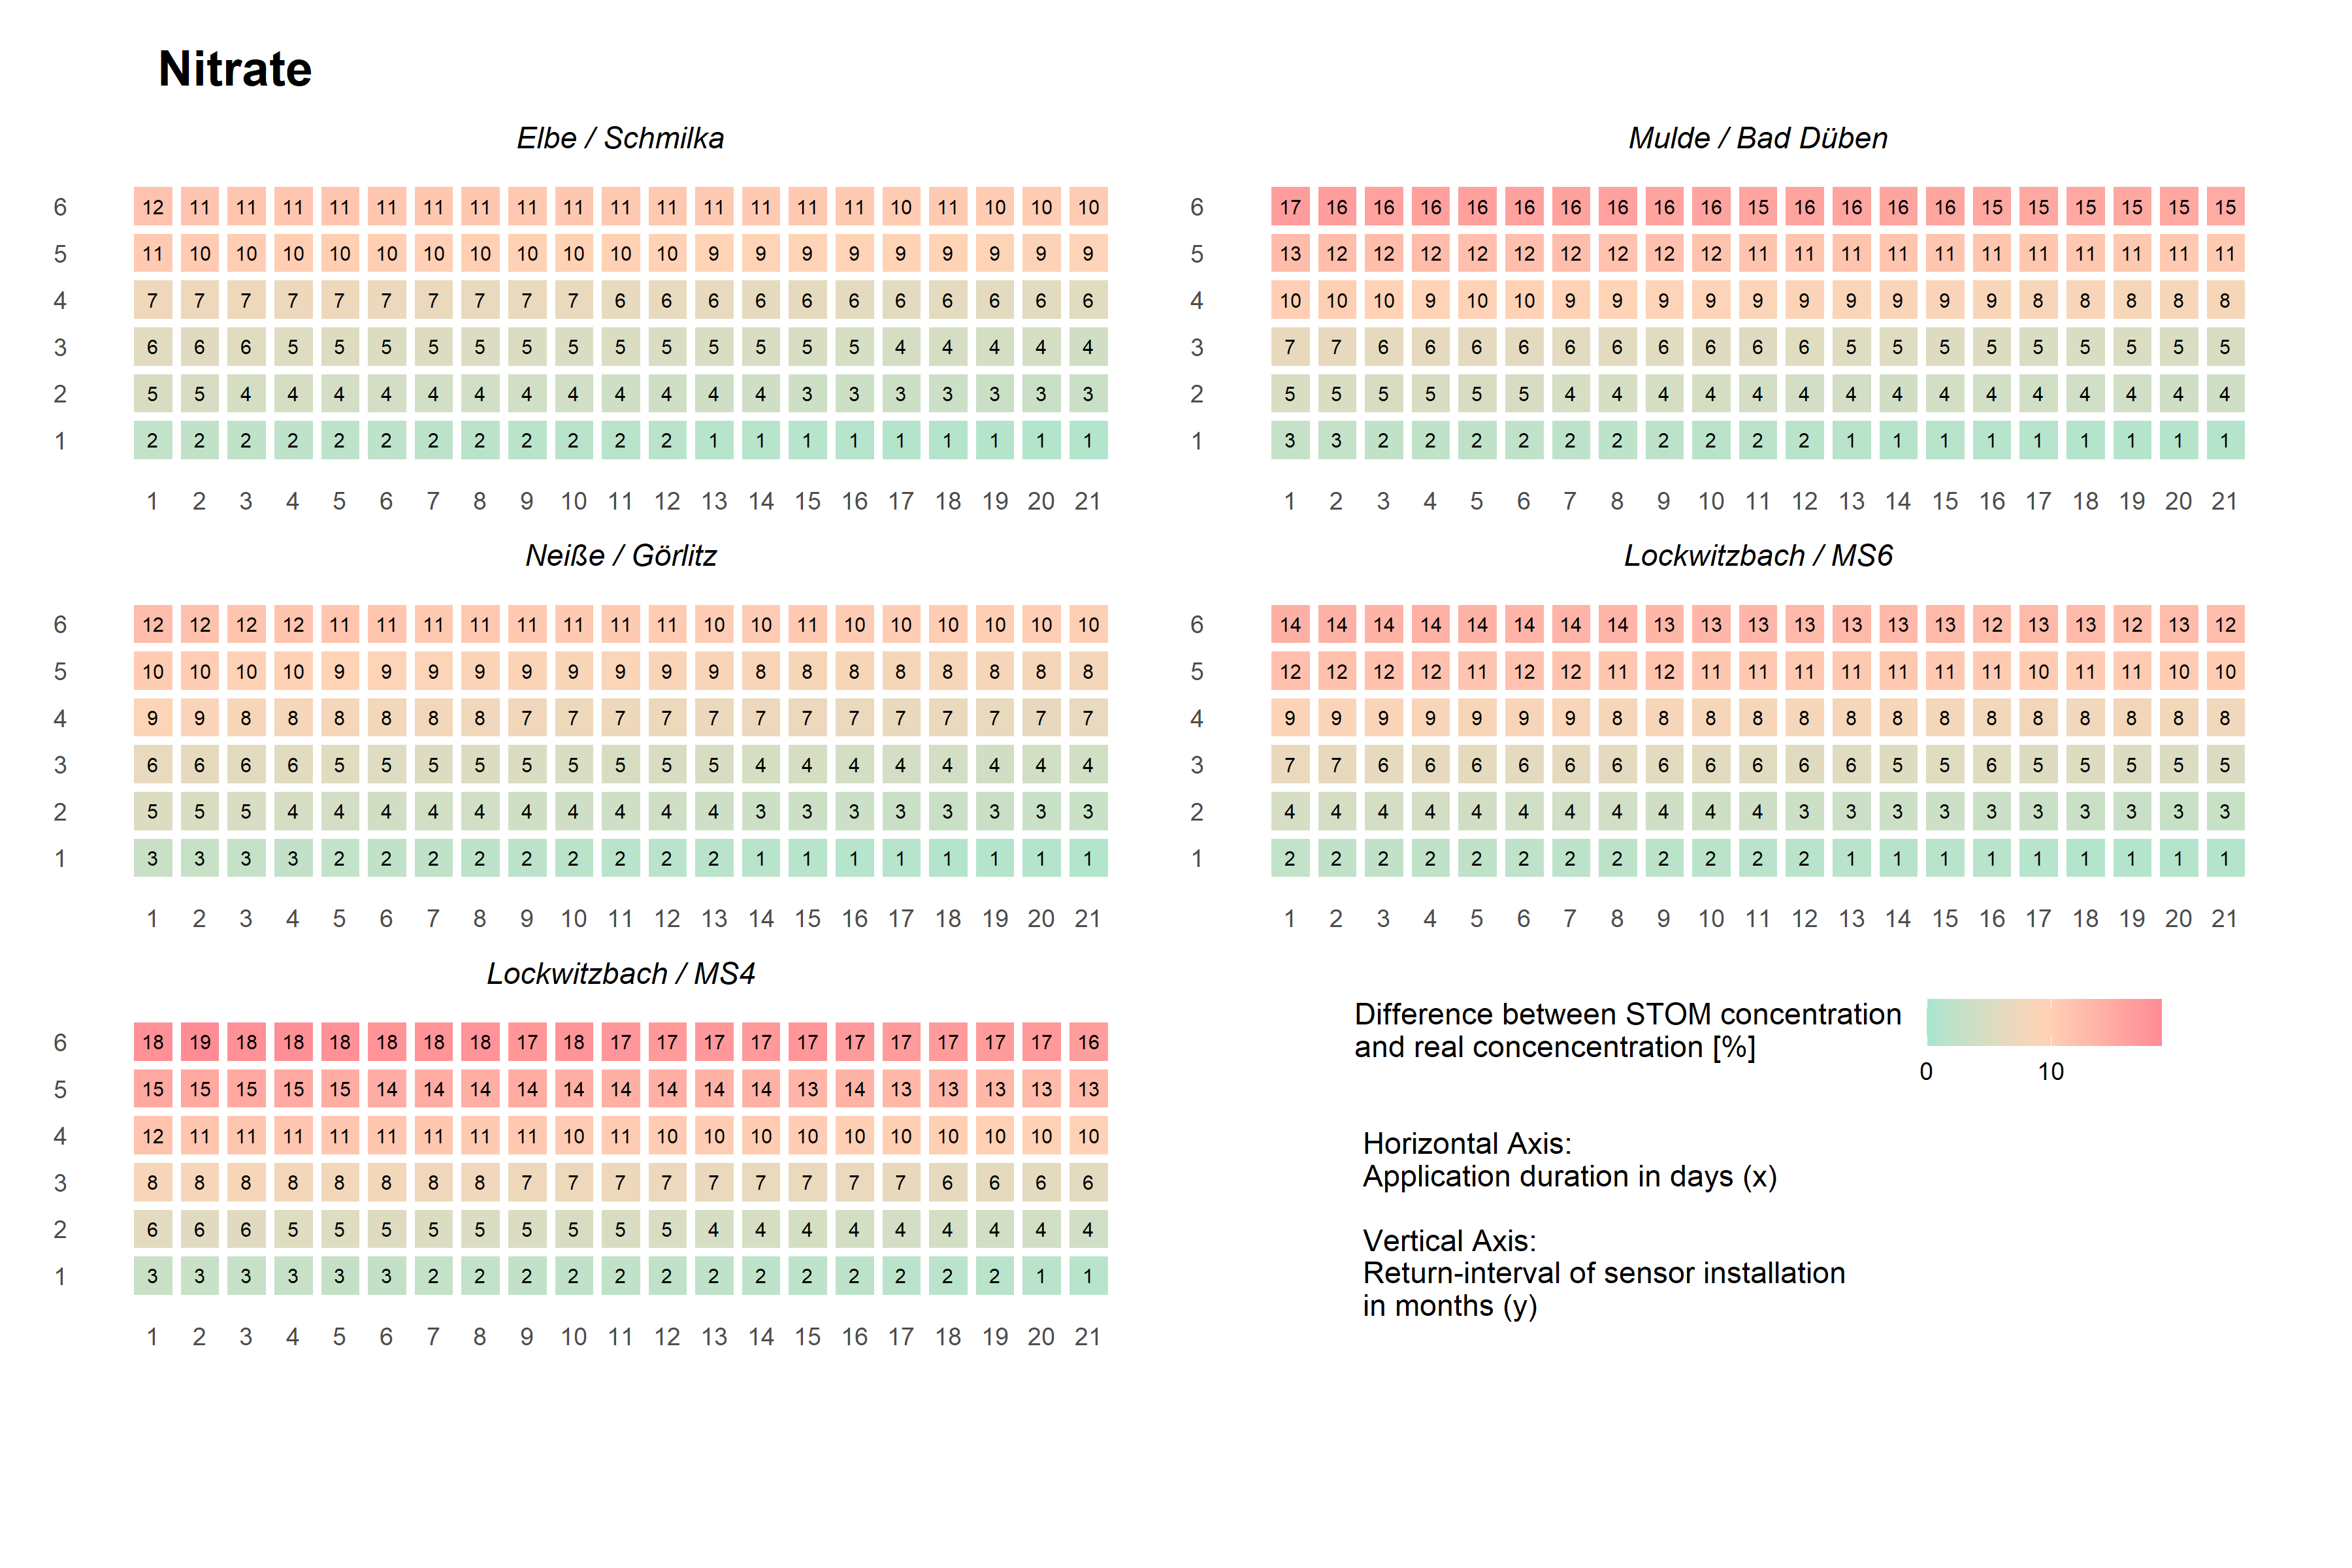 Nitrate
Elbe / Schmilka
6 12 11 11 11 11 11 11 11 11 11 11 11 11 11 11 11 10 11 10 10 10
5 11 10 10 10 10 10 10 10 10 10 10 10 9 9 9 9 9 9 9 9 9
4 7 7 7 7 7 7 7 7 7 7 6 6 6 6 6 6 6 6 6 6 6
3 6 6 6 5 5 5 5 5 5 5 5 5 5 5 5 5 4 4 4 4 4
2 5 5 4 4 4 4 4 4 4 4 4 4 4 4 3 3 3 3 3 3 3
1 2 2 2 2 2 2 2 2 2 2 2 2 1 1 1 1 1 1 1 1 1
1 2 3 4 5 6 7 8 9 10 11 12 13 14 15 16 17 18 19 20 21
Mulde / Bad Düben
6 17 16 16 16 16 16 16 16 16 16 15 16 16 16 16 15 15 15 15 15 15
5 13 12 12 12 12 12 12 12 12 12 11 11 11 11 11 11 11 11 11 11 11
4 10 10 10 9 10 10 9 9 9 9 9 9 9 9 9 9 8 8 8 8 8
3 7 7 6 6 6 6 6 6 6 6 6 6 5 5 5 5 5 5 5 5 5
2 5 5 5 5 5 5 4 4 4 4 4 4 4 4 4 4 4 4 4 4 4
1 3 3 2 2 2 2 2 2 2 2 2 2 1 1 1 1 1 1 1 1 1
1 2 3 4 5 6 7 8 9 10 11 12 13 14 15 16 17 18 19 20 21
Neiße / Görlitz
6 12 12 12 12 11 11 11 11 11 11 11 11 10 10 11 10 10 10 10 10 10
5 10 10 10 10 9 9 9 9 9 9 9 9 9 8 8 8 8 8 8 8 8
4 9 9 8 8 8 8 8 8 7 7 7 7 7 7 7 7 7 7 7 7 7
3 6 6 6 6 5 5 5 5 5 5 5 5 5 4 4 4 4 4 4 4 4
2 5 5 5 4 4 4 4 4 4 4 4 4 4 3 3 3 3 3 3 3 3
1 3 3 3 3 2 2 2 2 2 2 2 2 2 1 1 1 1 1 1 1 1
1 2 3 4 5 6 7 8 9 10 11 12 13 14 15 16 17 18 19 20 21
Lockwitzbach / MS6
6 14 14 14 14 14 14 14 14 13 13 13 13 13 13 13 12 13 13 12 13 12
5 12 12 12 12 11 12 12 11 12 11 11 11 11 11 11 11 10 11 11 10 10
4 9 9 9 9 9 9 9 8 8 8 8 8 8 8 8 8 8 8 8 8 8
3 7 7 6 6 6 6 6 6 6 6 6 6 6 5 5 6 5 5 5 5 5
2 4 4 4 4 4 4 4 4 4 4 4 3 3 3 3 3 3 3 3 3 3
1 2 2 2 2 2 2 2 2 2 2 2 2 1 1 1 1 1 1 1 1 1
1 2 3 4 5 6 7 8 9 10 11 12 13 14 15 16 17 18 19 20 21
Lockwitzbach / MS4
6 18 19 18 18 18 18 18 18 17 18 17 17 17 17 17 17 17 17 17 17 16
5 15 15 15 15 15 14 14 14 14 14 14 14 14 14 13 14 13 13 13 13 13
4 12 11 11 11 11 11 11 11 11 10 11 10 10 10 10 10 10 10 10 10 10
3 8 8 8 8 8 8 8 8 7 7 7 7 7 7 7 7 7 6 6 6 6
2 6 6 6 5 5 5 5 5 5 5 5 5 4 4 4 4 4 4 4 4 4
1 3 3 3 3 3 3 2 2 2 2 2 2 2 2 2 2 2 2 2 1 1
1 2 3 4 5 6 7 8 9 10 11 12 13 14 15 16 17 18 19 20 21
Difference between STOM concentration
and real concencentration [%]
0 10
Horizontal Axis:
Application duration in days (x)
Vertical Axis:
Return-interval of sensor installation
in months (y)